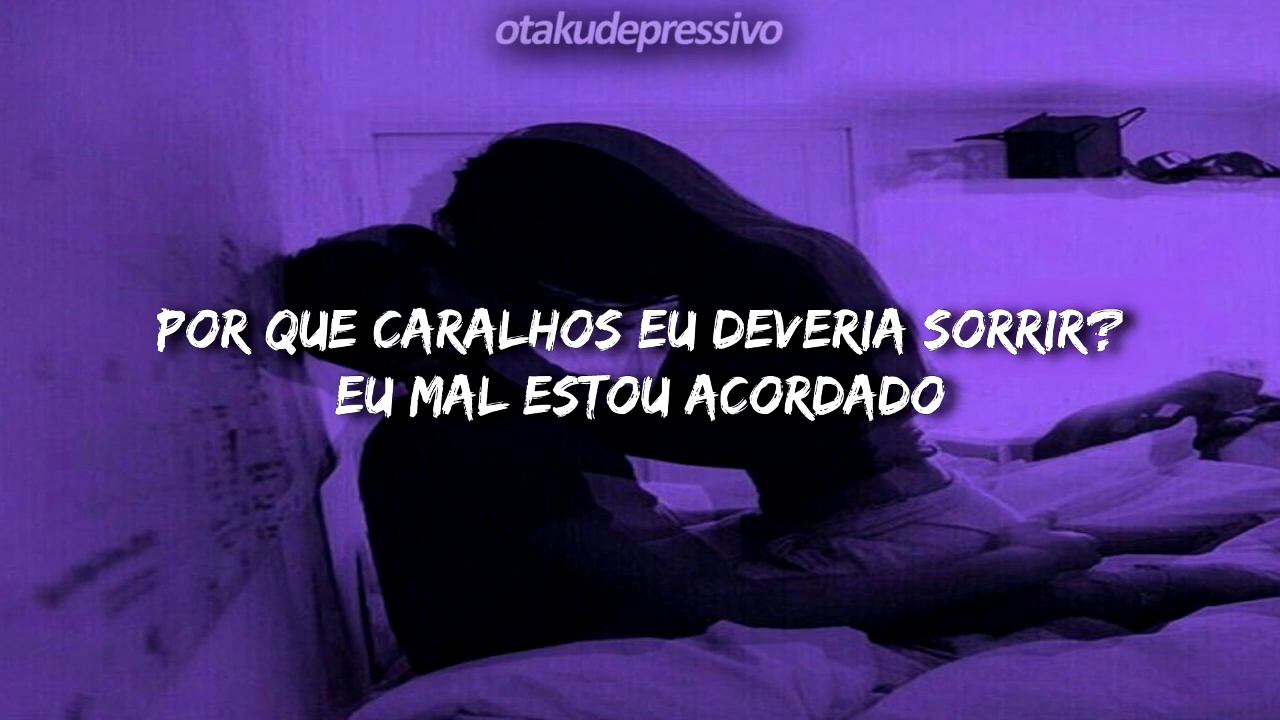 otakudepressivo
POR QUE CARALHOS EU DEVERIA SORRIR?
EU MAL ESTOU ACORDADO